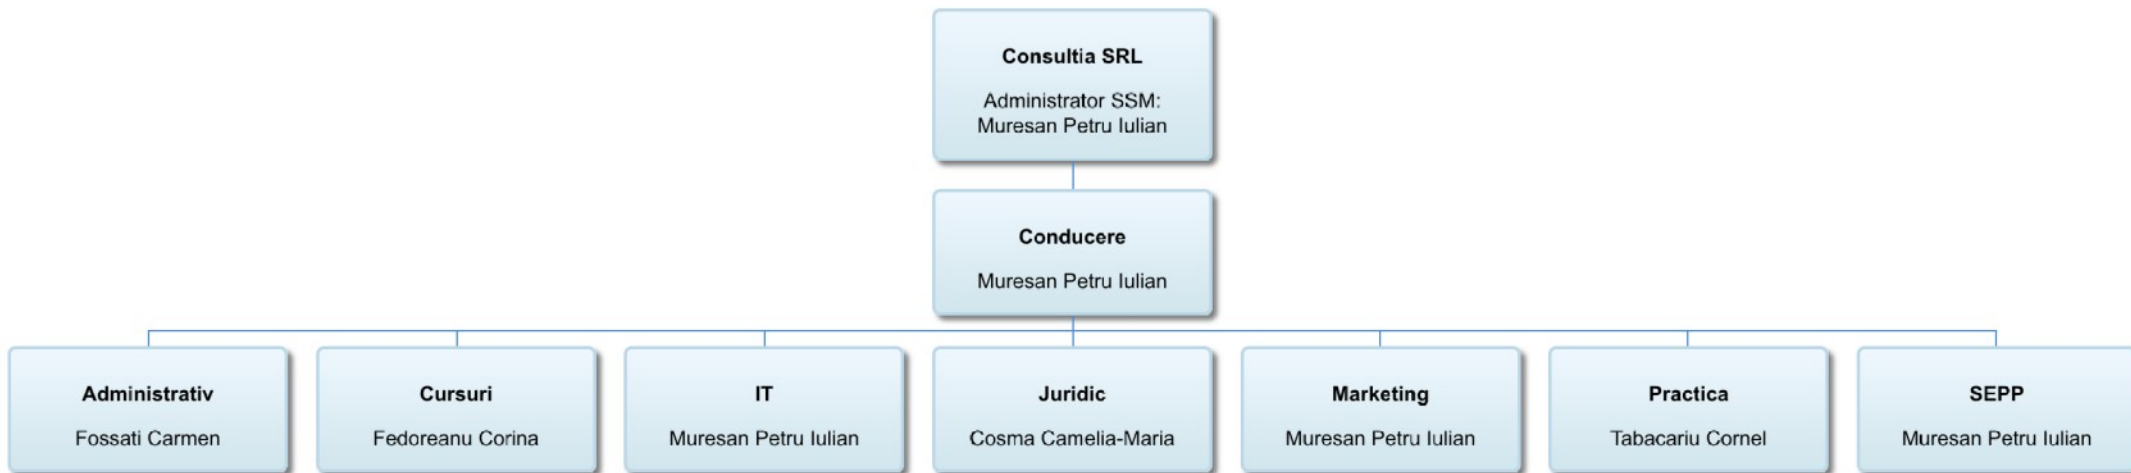 Consultia SRL
Administrator SSM:
Muresan Petru Iulian
Conducere
Muresan Petru Iulian
Administrativ
Fossati Carmen
Cursuri
Fedoreanu Corina
IT
Muresan Petru Iulian
Juridic
Cosma Camelia-Maria
Marketing
Muresan Petru Iulian
Practica
Tabacariu Cornel
SEPP
Muresan Petru Iulian